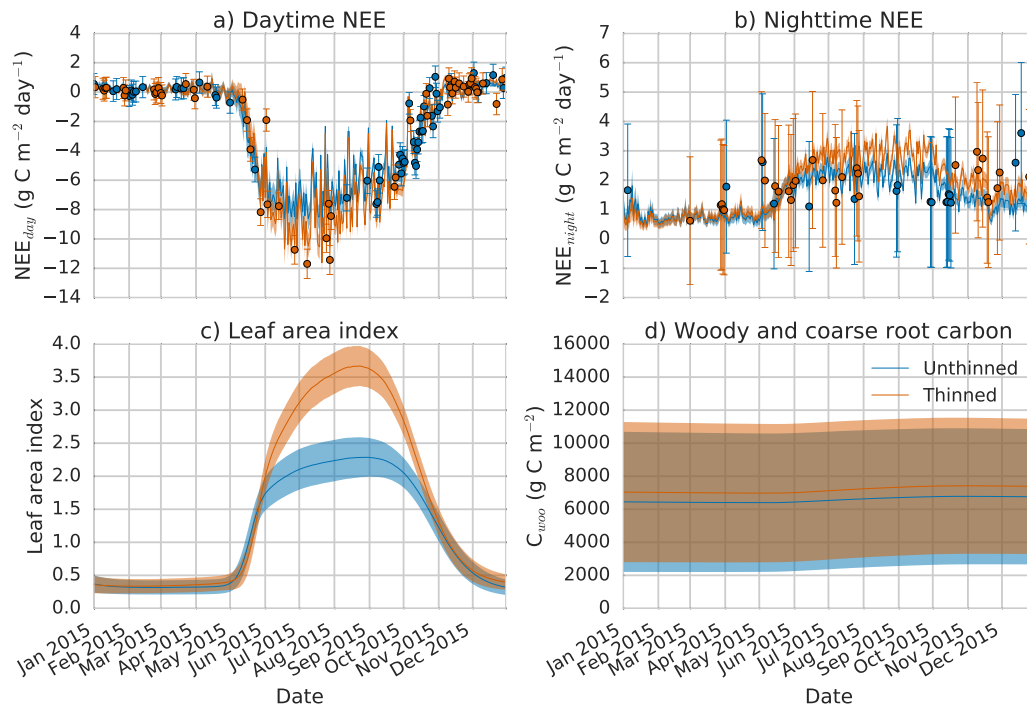 a) Daytime NEE
4
2
0
−2
−4
−6
−8
−10
−12
−14
NEE_day (g C m⁻² day⁻¹)
b) Nighttime NEE
7
6
5
4
3
2
1
0
−1
−2
NEE_night (g C m⁻² day⁻¹)
c) Leaf area index
4.0
3.5
3.0
2.5
2.0
1.5
1.0
0.5
0.0
Leaf area index
Jan 2015
Feb 2015
Mar 2015
Apr 2015
May 2015
Jun 2015
Jul 2015
Aug 2015
Sep 2015
Oct 2015
Nov 2015
Dec 2015
Date
d) Woody and coarse root carbon
16000
14000
12000
10000
8000
6000
4000
2000
0
C_woo (g C m⁻²)
Unthinned
Thinned
Jan 2015
Feb 2015
Mar 2015
Apr 2015
May 2015
Jun 2015
Jul 2015
Aug 2015
Sep 2015
Oct 2015
Nov 2015
Dec 2015
Date